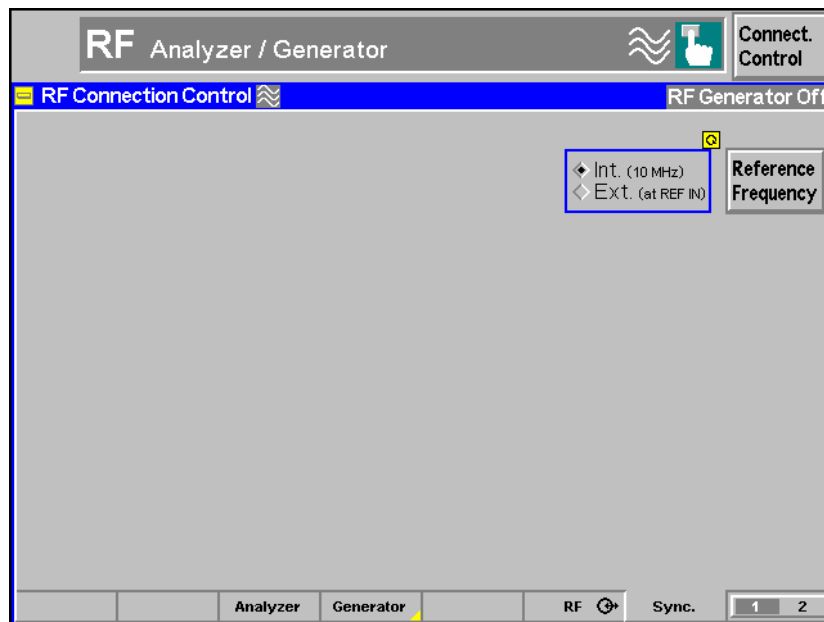 RF Analyzer / Generator
Connect.
Control
RF Connection Control
RF Generator Off
Int. (10 MHz)
Ext. (at REF IN)
Reference
Frequency
Analyzer
Generator
RF
Sync.
1 2